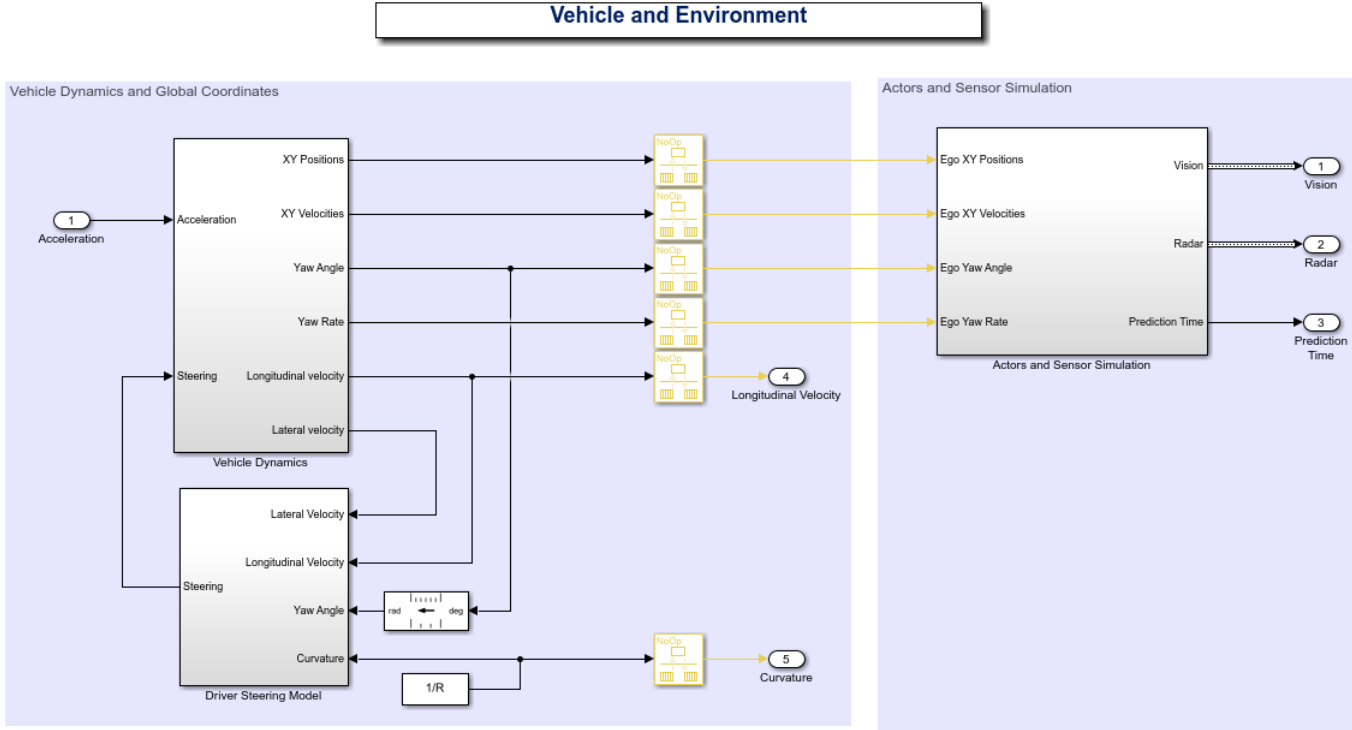 Vehicle and Environment
Vehicle Dynamics and Global Coordinates
1
Acceleration
Acceleration
Steering
XY Positions
XY Velocities
Yaw Angle
Yaw Rate
Longitudinal velocity
Lateral velocity
Vehicle Dynamics
NoOp
NoOp
NoOp
NoOp
NoOp
4
Longitudinal Velocity
Lateral Velocity
Longitudinal Velocity
Steering
Yaw Angle
Curvature
Driver Steering Model
rad
deg
1/R
NoOp
5
Curvature
Actors and Sensor Simulation
Ego XY Positions
Ego XY Velocities
Ego Yaw Angle
Ego Yaw Rate
Vision
Radar
Prediction Time
Actors and Sensor Simulation
1
Vision
2
Radar
3
Prediction
Time